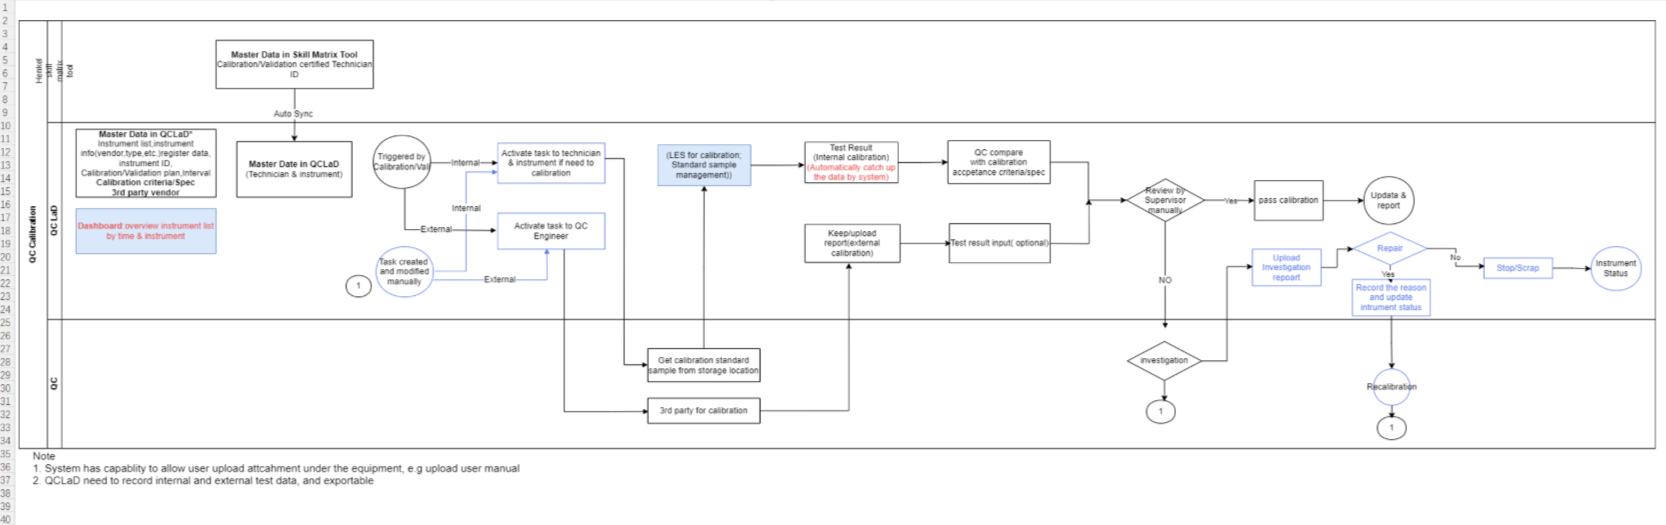 1
2
3
4
5
6
7
8
9
10
11
12
13
14
15
16
17
18
19
20
21
22
23
24
25
26
27
28
29
30
31
32
33
34
35
36
37
38
39
40
Henkel
skill
matrix
tool
Master Data in Skill Matrix Tool
Calibration/Validation certified Technician
ID
Auto Sync
QC Calibration
QC LaD
Master Data in QCLaD*
Instrument list,instrument
info(vendor,type,etc.)register data,
instrument ID,
Calibration/Validation plan,Interval
Calibration criteria/Spec
3rd party vendor
Dashboard:overview instrument list
by time & instrument
Master Date in QCLaD
(Technician & instrument)
Triggered by
Calibration/Vali
Internal
External
Internal
External
Task created
and modified
manually
1
Activate task to technician
& instrument if need to
calibration
Activate task to QC
Engineer
(LES for calibration;
Standard sample
management))
Test Result
(Internal calibration)
(Automatically catch up
the data by system)
QC compare
with calibration
accpetance criteria/spec
Keep/upload
report(external
calibration)
Test result input( optional)
Review by
Supervisor
manually
Yes
pass calibration
Updata &
report
NO
Upload
Investigation
repoart
Repair
No
Stop/Scrap
Instrument
Status
Yes
Record the reason
and update
intrument status
QC
Get calibration standard
sample from storage location
3rd party for calibration
investigation
1
Recalibration
1
Note
1. System has capablity to allow user upload attcahment under the equipment, e.g upload user manual
2. QCLaD need to record internal and external test data, and exportable